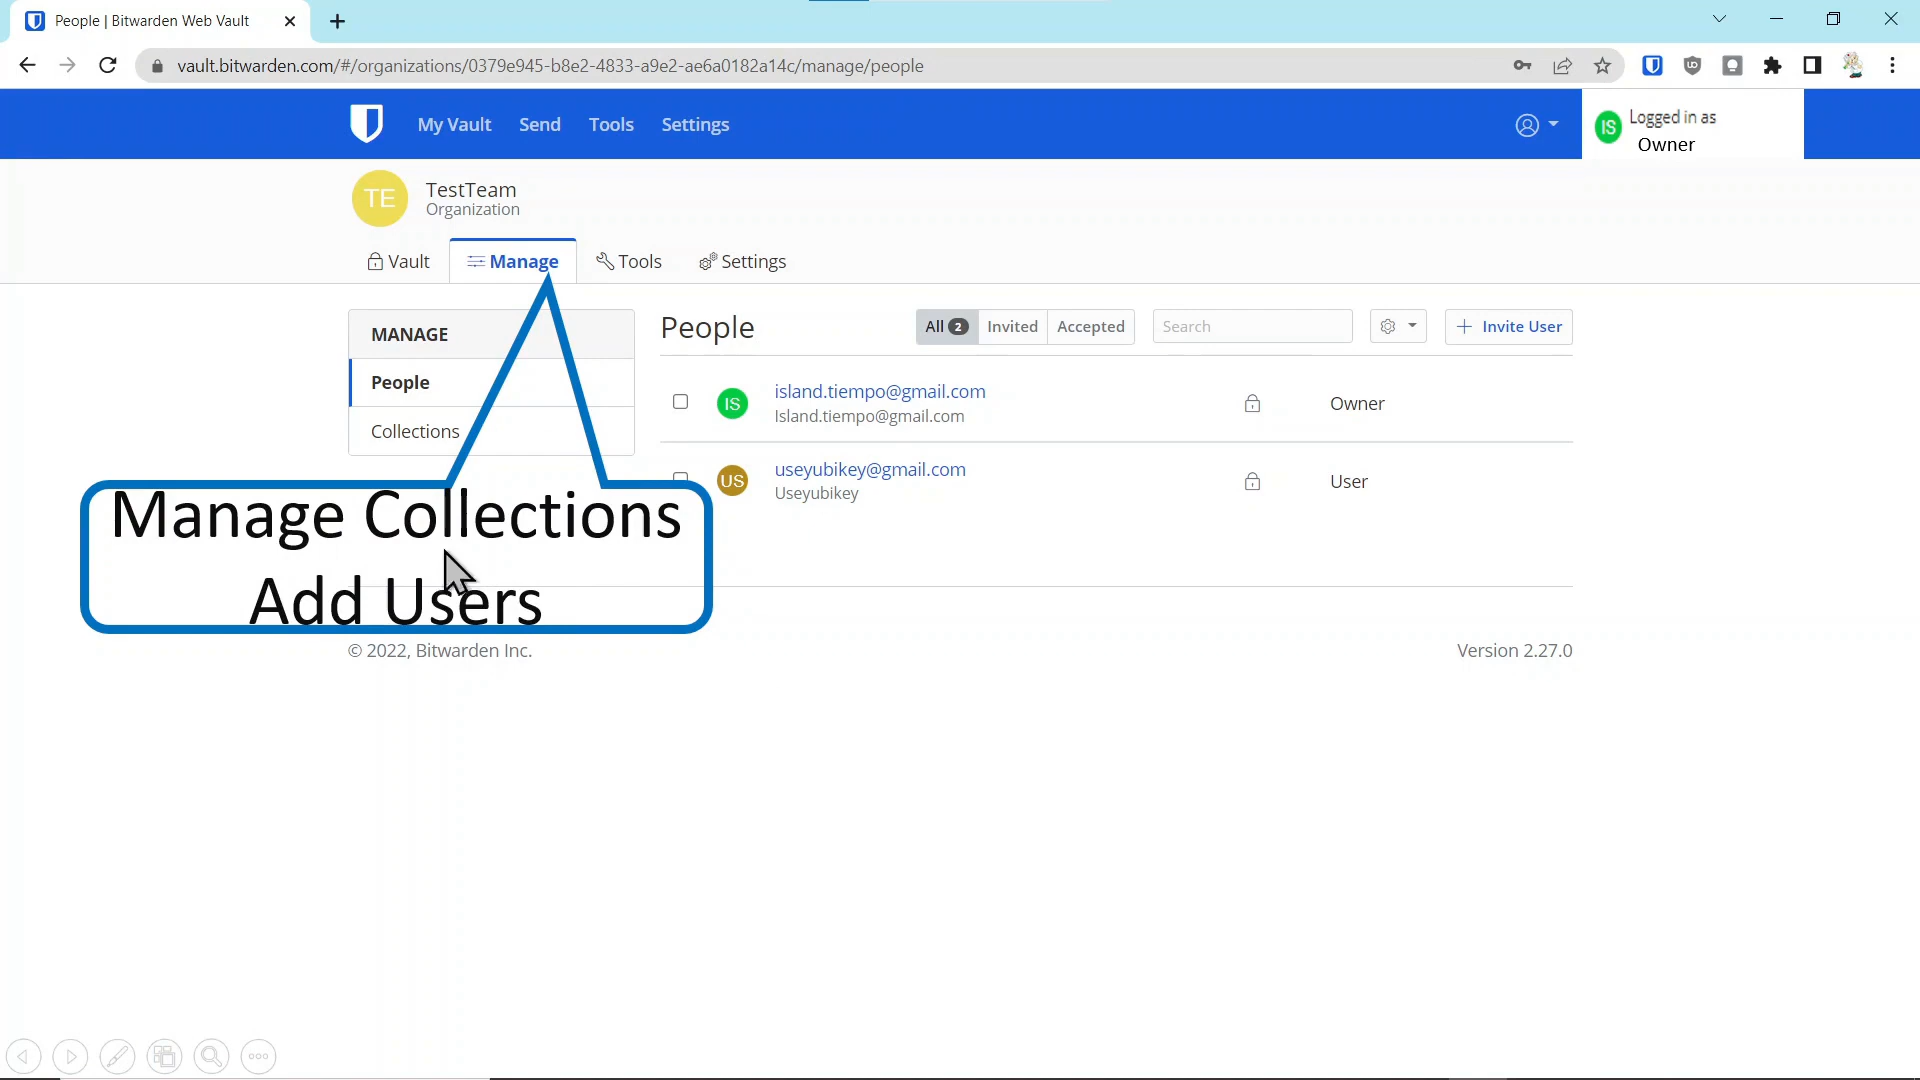 People | Bitwarden Web Vault
vault.bitwarden.com/#/organizations/0379e945-b8e2-4833-a9e2-ae6a0182a14c/manage/people
My Vault Send Tools Settings
IS Logged in as
Owner
TE TestTeam
Organization
Vault Manage Tools Settings
MANAGE
People
Collections
People All 2 Invited Accepted Search Invite User
IS island.tiempo@gmail.com Owner
Island.tiempo@gmail.com
US useyubikey@gmail.com User
Useyubikey
Manage Collections
Add Users
© 2022, Bitwarden Inc. Version 2.27.0